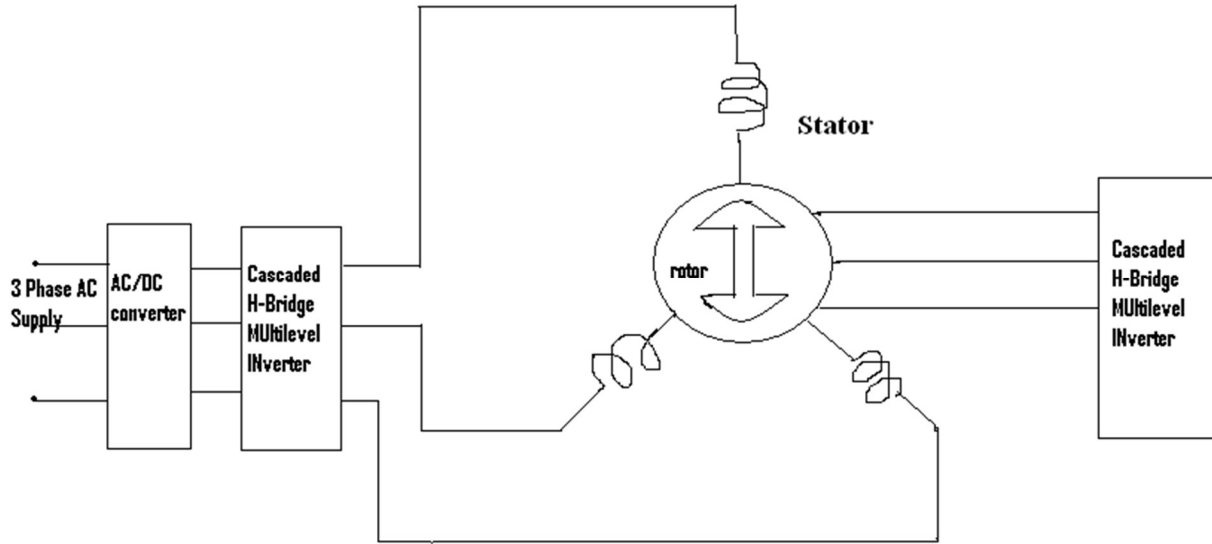 3 Phase AC
Supply
AC/DC
converter
Cascaded
H-Bridge
MUltilevel
INverter
Stator
rotor
Cascaded
H-Bridge
MUltilevel
INverter